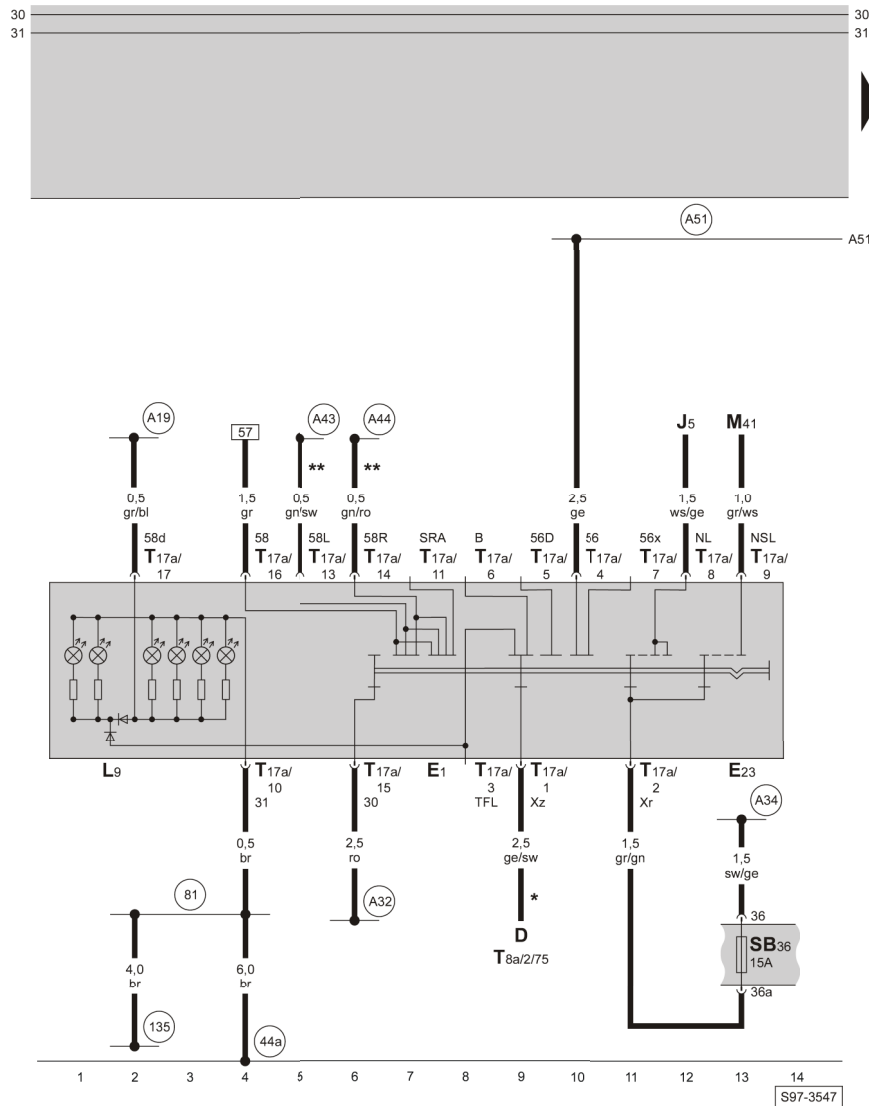 30 30
31 31
A51
A51
A19
57
A43
A44
J5
M41
**
**
0,5
gr/bl
1,5
gr
0,5
gn/sw
0,5
gn/ro
2,5
ge
1,5
ws/ge
1,0
gr/ws
58d
58
58L
58R
SRA
B
56D
56
56x
NL
NSL
T17a/
T17a/
T17a/
T17a/
T17a/
T17a/
T17a/
T17a/
T17a/
17
16
13
14
11
6
5
4
7
8
9
L9
T17a/
10
31
T17a/
15
30
E1
T17a/
3
TFL
T17a/
1
Xz
T17a/
2
Xr
E23
A34
0,5
br
2,5
ro
2,5
ge/sw
1,5
gr/gn
1,5
sw/ge
81
A32
*
D
T8a/2/75
36
SB36
15A
36a
4,0
br
6,0
br
135
44a
1 2 3 4 5 6 7 8 9 10 11 12 13 14
S97-3547